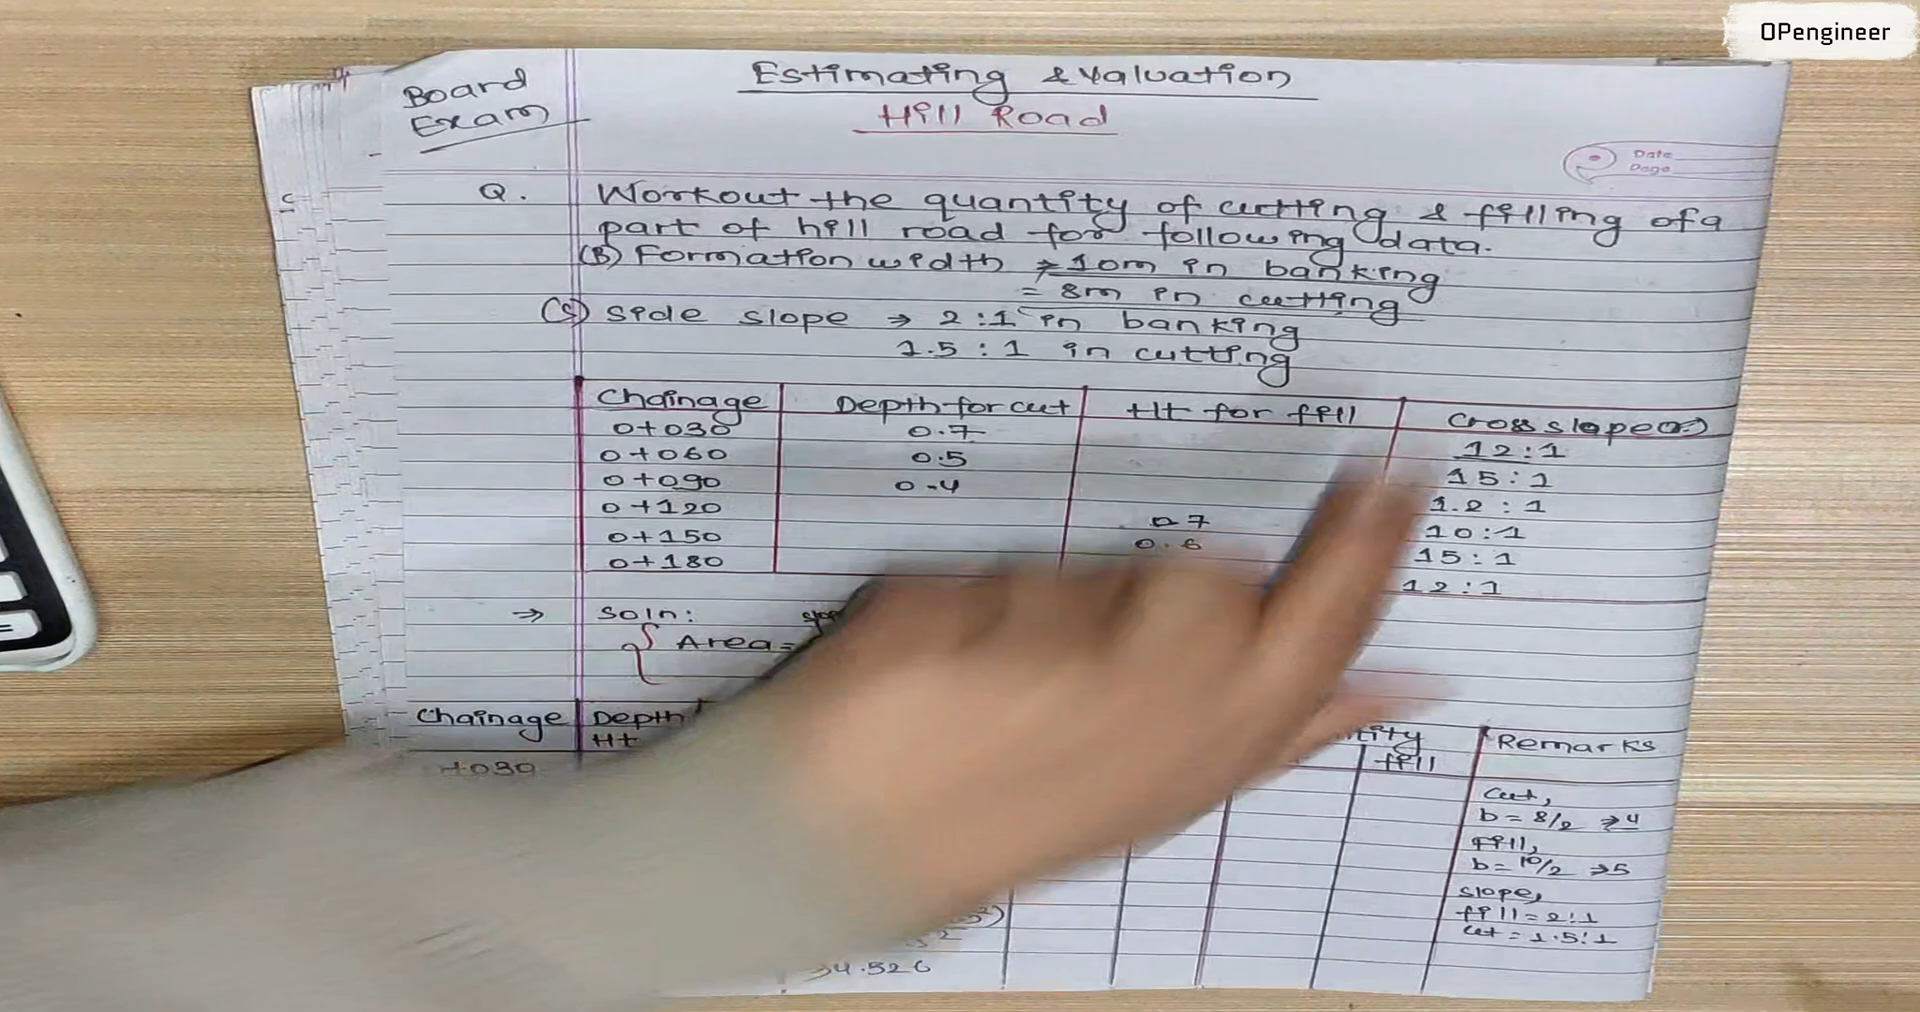 OPengineer
Board
Exam
Estimating & Valuation
Hill Road
Date
Page
Q. Workout the quantity of cutting & filling of a
part of hill road for following data.
(B) Formation width → 10m in banking
= 8m in cutting
(S) side slope → 2:1 in banking
1.5 : 1 in cutting
Chainage Depth for cut Ht for fill Cross slope(r)
0+030 0.7 12:1
0+060 0.5 15:1
0+090 0.4 12:1
0+120 0.7 10:1
0+150 0.6 15:1
0+180 12:1
→ Soln:
Area =
Chainage Depth Remarks
Ht fill
+030
Cut,
b = 8/2 ⇒ 4
fill,
b = 10/2 ⇒ 5
slope,
fill = 2:1
cut = 1.5:1
4.526